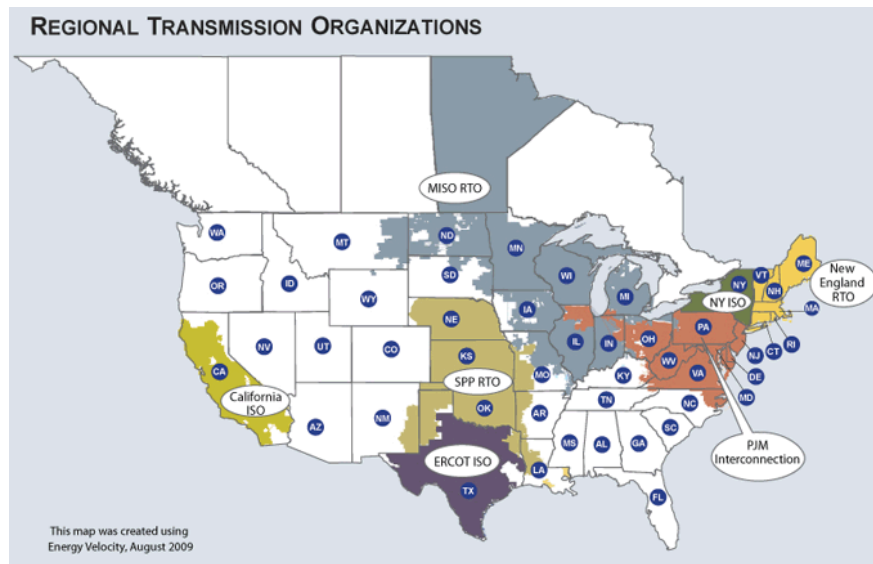 REGIONAL TRANSMISSION ORGANIZATIONS
MISO RTO
WA
MT
ND
MN
ME
VT
NH
New
England
RTO
OR
ID
SD
WI
MI
NY
NY ISO
MA
WY
IA
NE
PA
OH
IL
IN
NJ
CT
RI
NV
UT
CO
KS
MO
WV
VA
DE
CA
SPP RTO
KY
MD
California
ISO
OK
TN
NC
AZ
NM
AR
SC
MS
AL
GA
PJM
Interconnection
ERCOT ISO
LA
TX
FL
This map was created using
Energy Velocity, August 2009